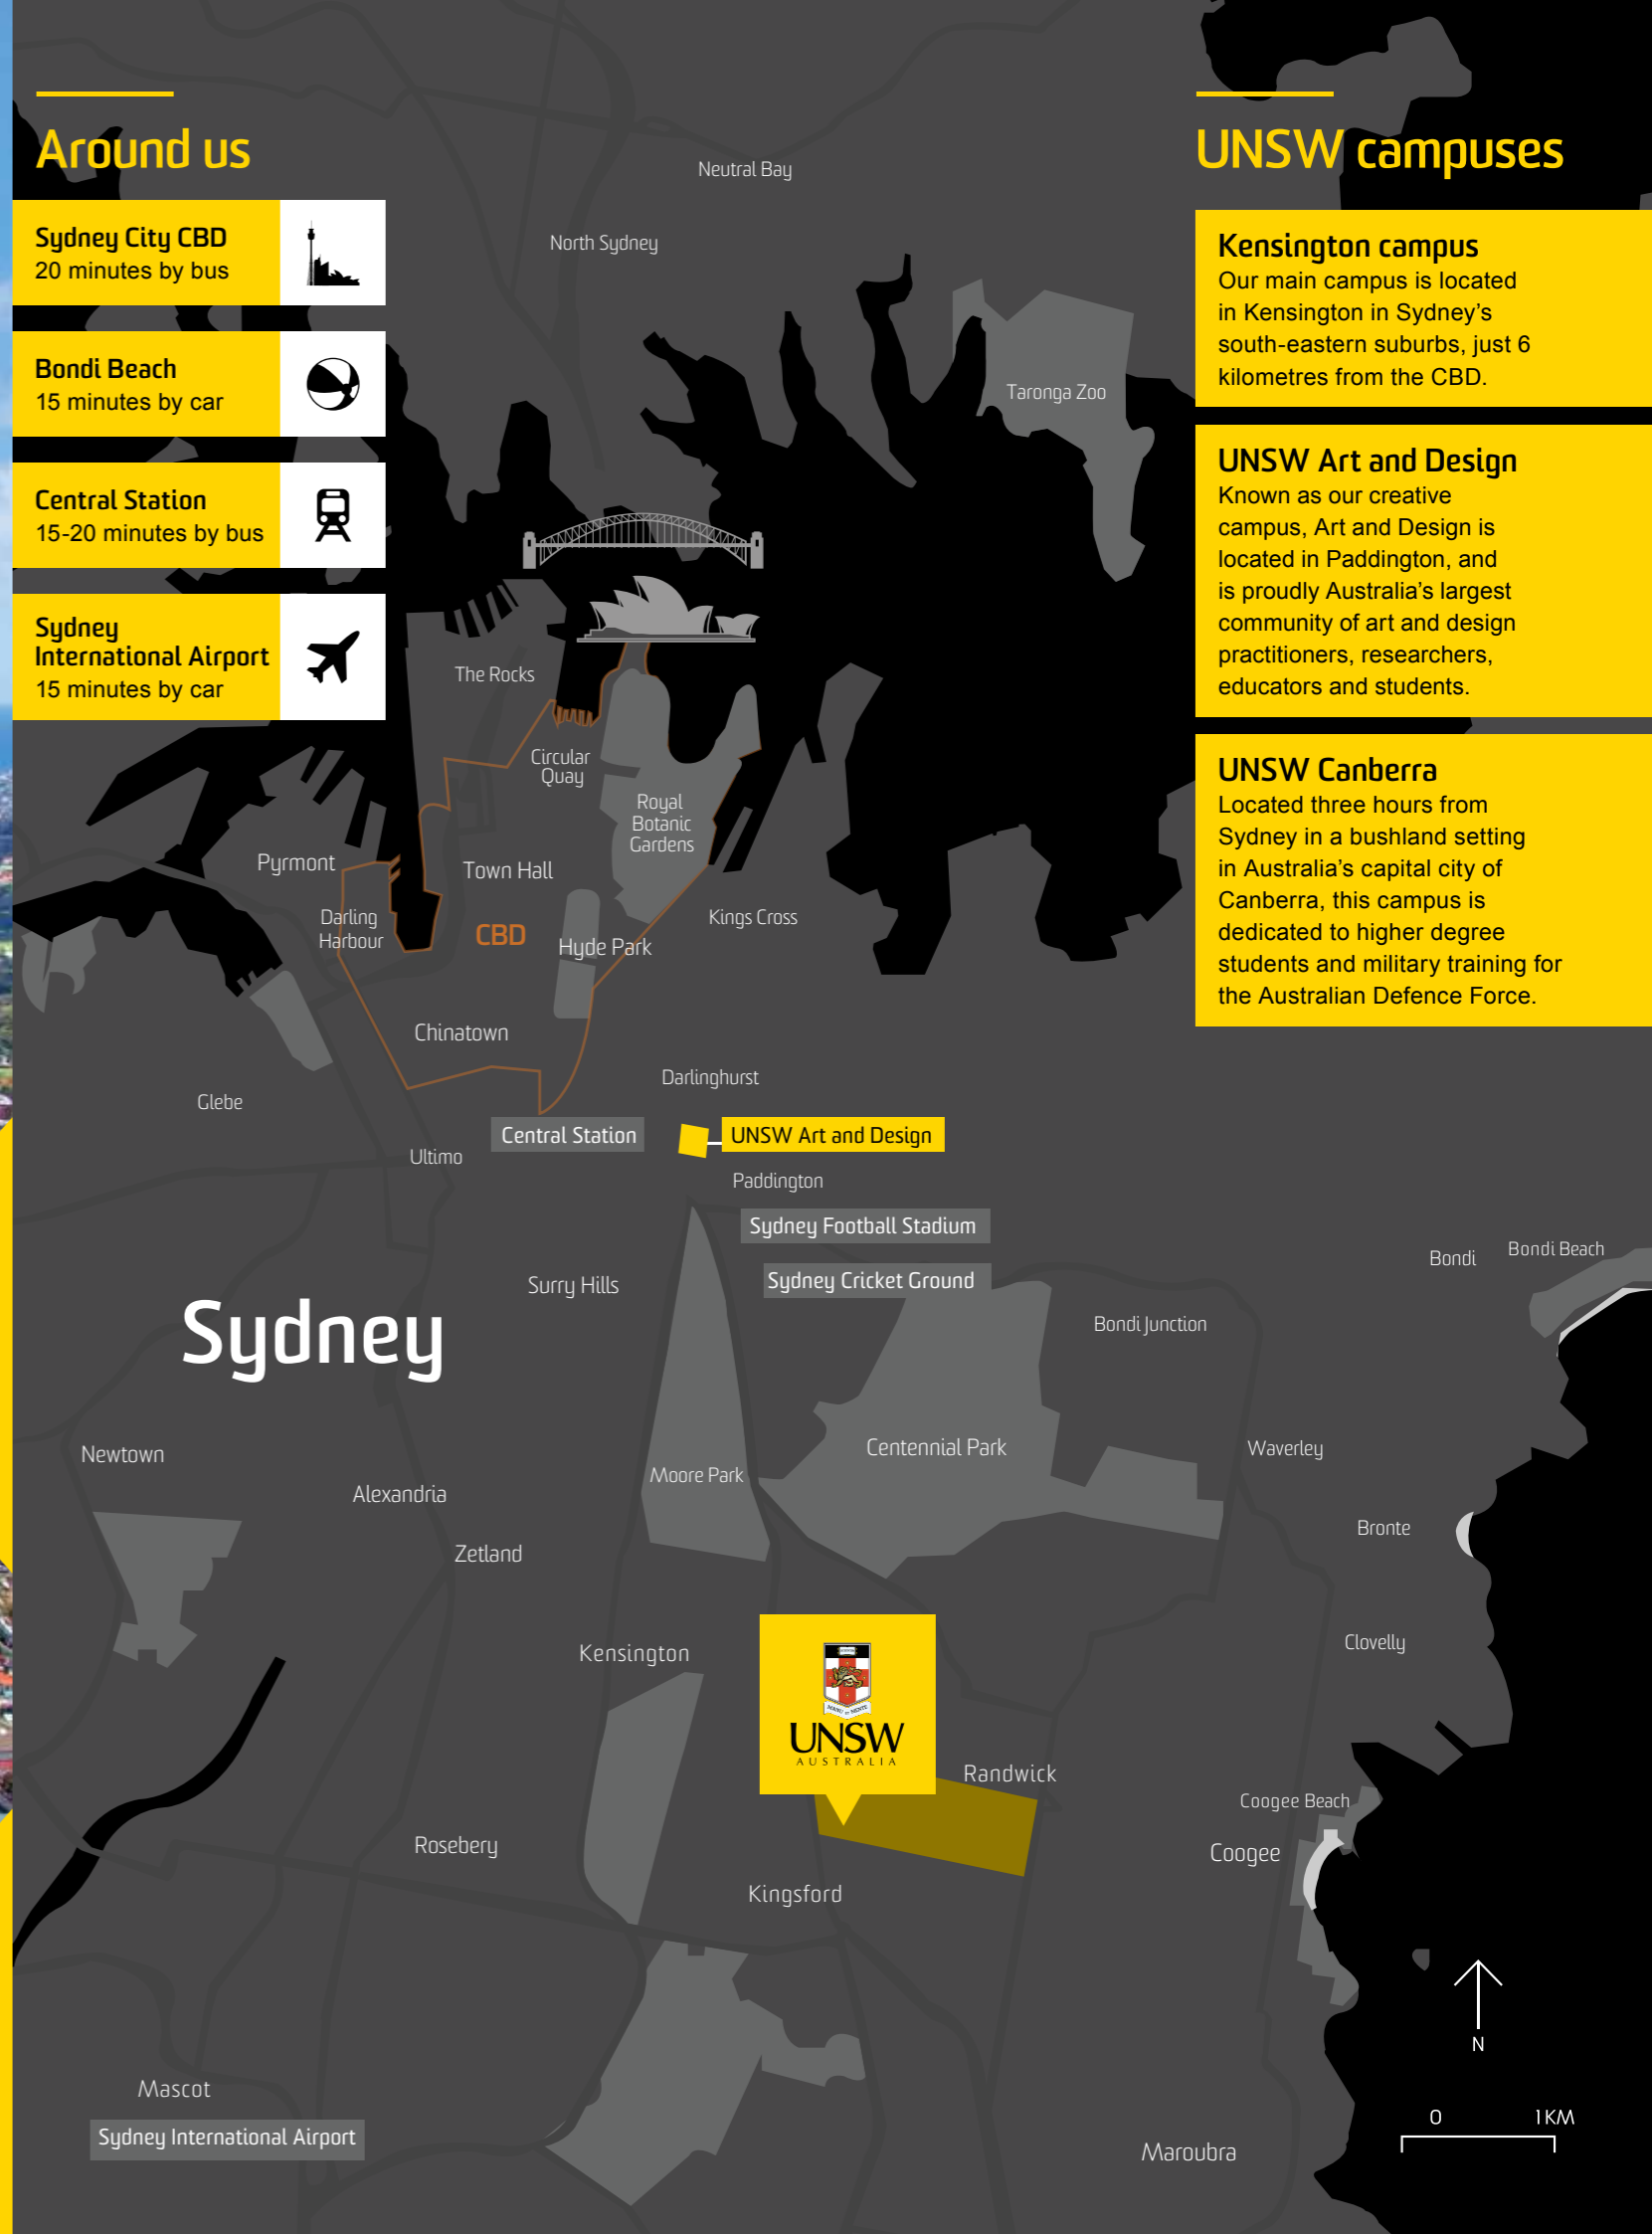 Around us
Sydney City CBD
20 minutes by bus
Bondi Beach
15 minutes by car
Central Station
15-20 minutes by bus
Sydney
International Airport
15 minutes by car
UNSW campuses
Kensington campus
Our main campus is located
in Kensington in Sydney's
south-eastern suburbs, just 6
kilometres from the CBD.
UNSW Art and Design
Known as our creative
campus, Art and Design is
located in Paddington, and
is proudly Australia's largest
community of art and design
practitioners, researchers,
educators and students.
UNSW Canberra
Located three hours from
Sydney in a bushland setting
in Australia's capital city of
Canberra, this campus is
dedicated to higher degree
students and military training for
the Australian Defence Force.
Neutral Bay
North Sydney
Taronga Zoo
The Rocks
Circular
Quay
Royal
Botanic
Gardens
Pyrmont
Town Hall
Darling
Harbour
CBD
Hyde Park
Kings Cross
Chinatown
Darlinghurst
Glebe
Central Station
UNSW Art and Design
Ultimo
Paddington
Sydney Football Stadium
Bondi
Bondi Beach
Surry Hills
Sydney Cricket Ground
Sydney
Bondi Junction
Newtown
Centennial Park
Waverley
Moore Park
Alexandria
Bronte
Zetland
Kensington
Clovelly
UNSW
AUSTRALIA
Randwick
Coogee Beach
Rosebery
Coogee
Kingsford
N
Mascot
Sydney International Airport
0 1 KM
Maroubra